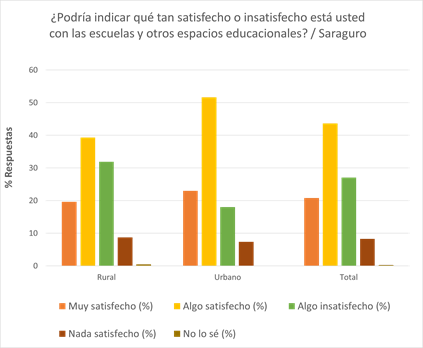 ¿Podría indicar qué tan satisfecho o insatisfecho está usted
con las escuelas y otros espacios educacionales? / Saraguro
% Respuestas
60
50
40
30
20
10
0
Rural Urbano Total
Muy satisfecho (%) Algo satisfecho (%) Algo insatisfecho (%)
Nada satisfecho (%) No lo sé (%)